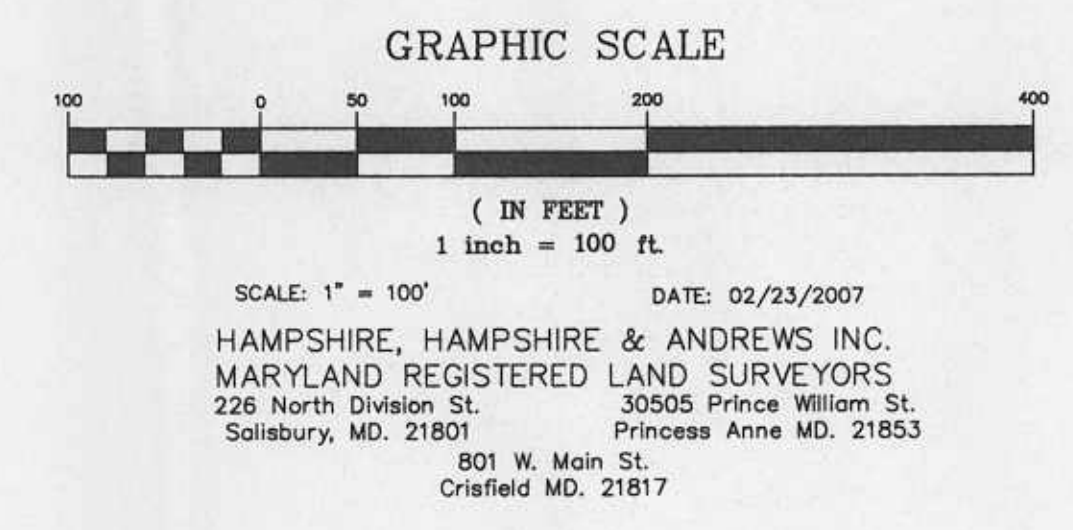 GRAPHIC SCALE
100 0 50 100 200 400
( IN FEET )
1 inch = 100 ft.
SCALE: 1" = 100' DATE: 02/23/2007
HAMPSHIRE, HAMPSHIRE & ANDREWS INC.
MARYLAND REGISTERED LAND SURVEYORS
226 North Division St. 30505 Prince William St.
Salisbury, MD. 21801 Princess Anne MD. 21853
801 W. Main St.
Crisfield MD. 21817